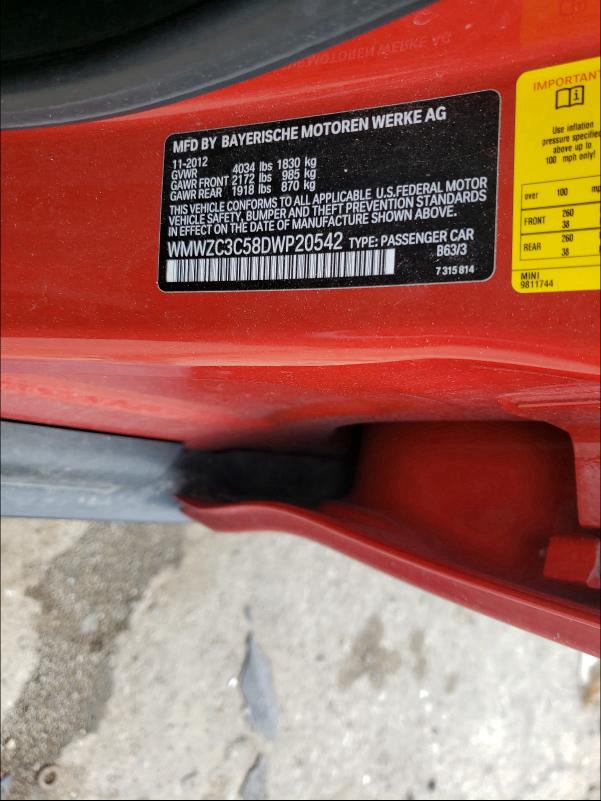 MFD BY BAYERISCHE MOTOREN WERKE AG
11-2012
GVWR 4034 lbs 1830 kg
GAWR FRONT 2172 lbs 985 kg
GAWR REAR 1918 lbs 870 kg
THIS VEHICLE CONFORMS TO ALL APPLICABLE U.S.FEDERAL MOTOR
VEHICLE SAFETY, BUMPER AND THEFT PREVENTION STANDARDS
IN EFFECT ON THE DATE OF MANUFACTURE SHOWN ABOVE.
WMWZC3C58DWP20542 TYPE: PASSENGER CAR
B63/3
7 315 814
IMPORTANT
Use inflation
pressure specified
above up to
100 mph only!
over 100 mp
FRONT 260
38
REAR 260
38
MINI
9811744